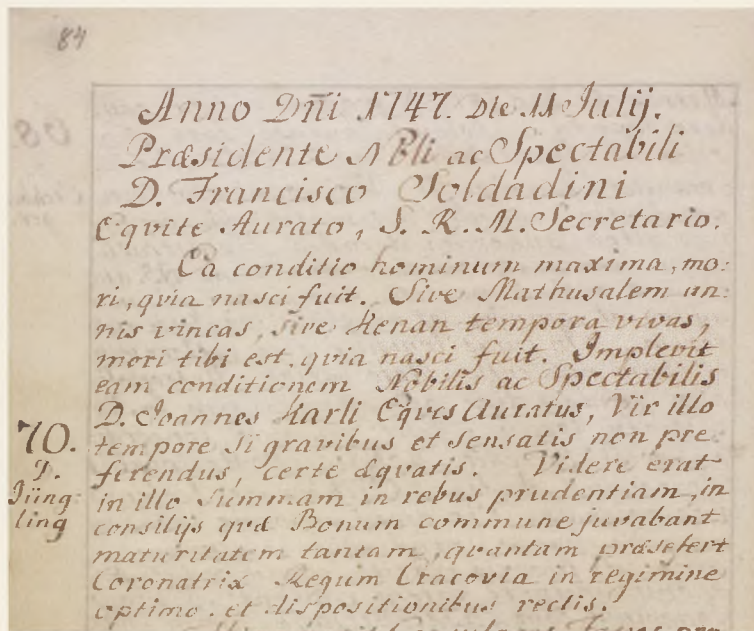 84
Anno Dñi 1747. Die 11 Julij.
Præsidente Nbli ac Spectabili
D. Francisco Soldadini
Eqvite Aurato, S. R. M. Secretario.
Ea conditio hominum maxima, mo:
ri, qvia nasci fuit. Sive Mathusalem an
nis vincas, sive Kenan tempora vivas,
mori tibi est, qvia nasci fuit. Implevit
eam conditionem Nobilis ac Spectabilis
D. Joannes Karli Eqves Auratus, Vir illo
70.
D.
Jüng:
ling
tempore si gravibus et sensatis non pre
ferendus, certe æqvatis. Videre erat
in illo Summam in rebus prudentiam, in
consilijs qvæ Bonum commune juvabant
maturitatem tantam, qvantam præsefert
Coronatrix Regum Cracovia in regimine
optimo et dispositionibus rectis.